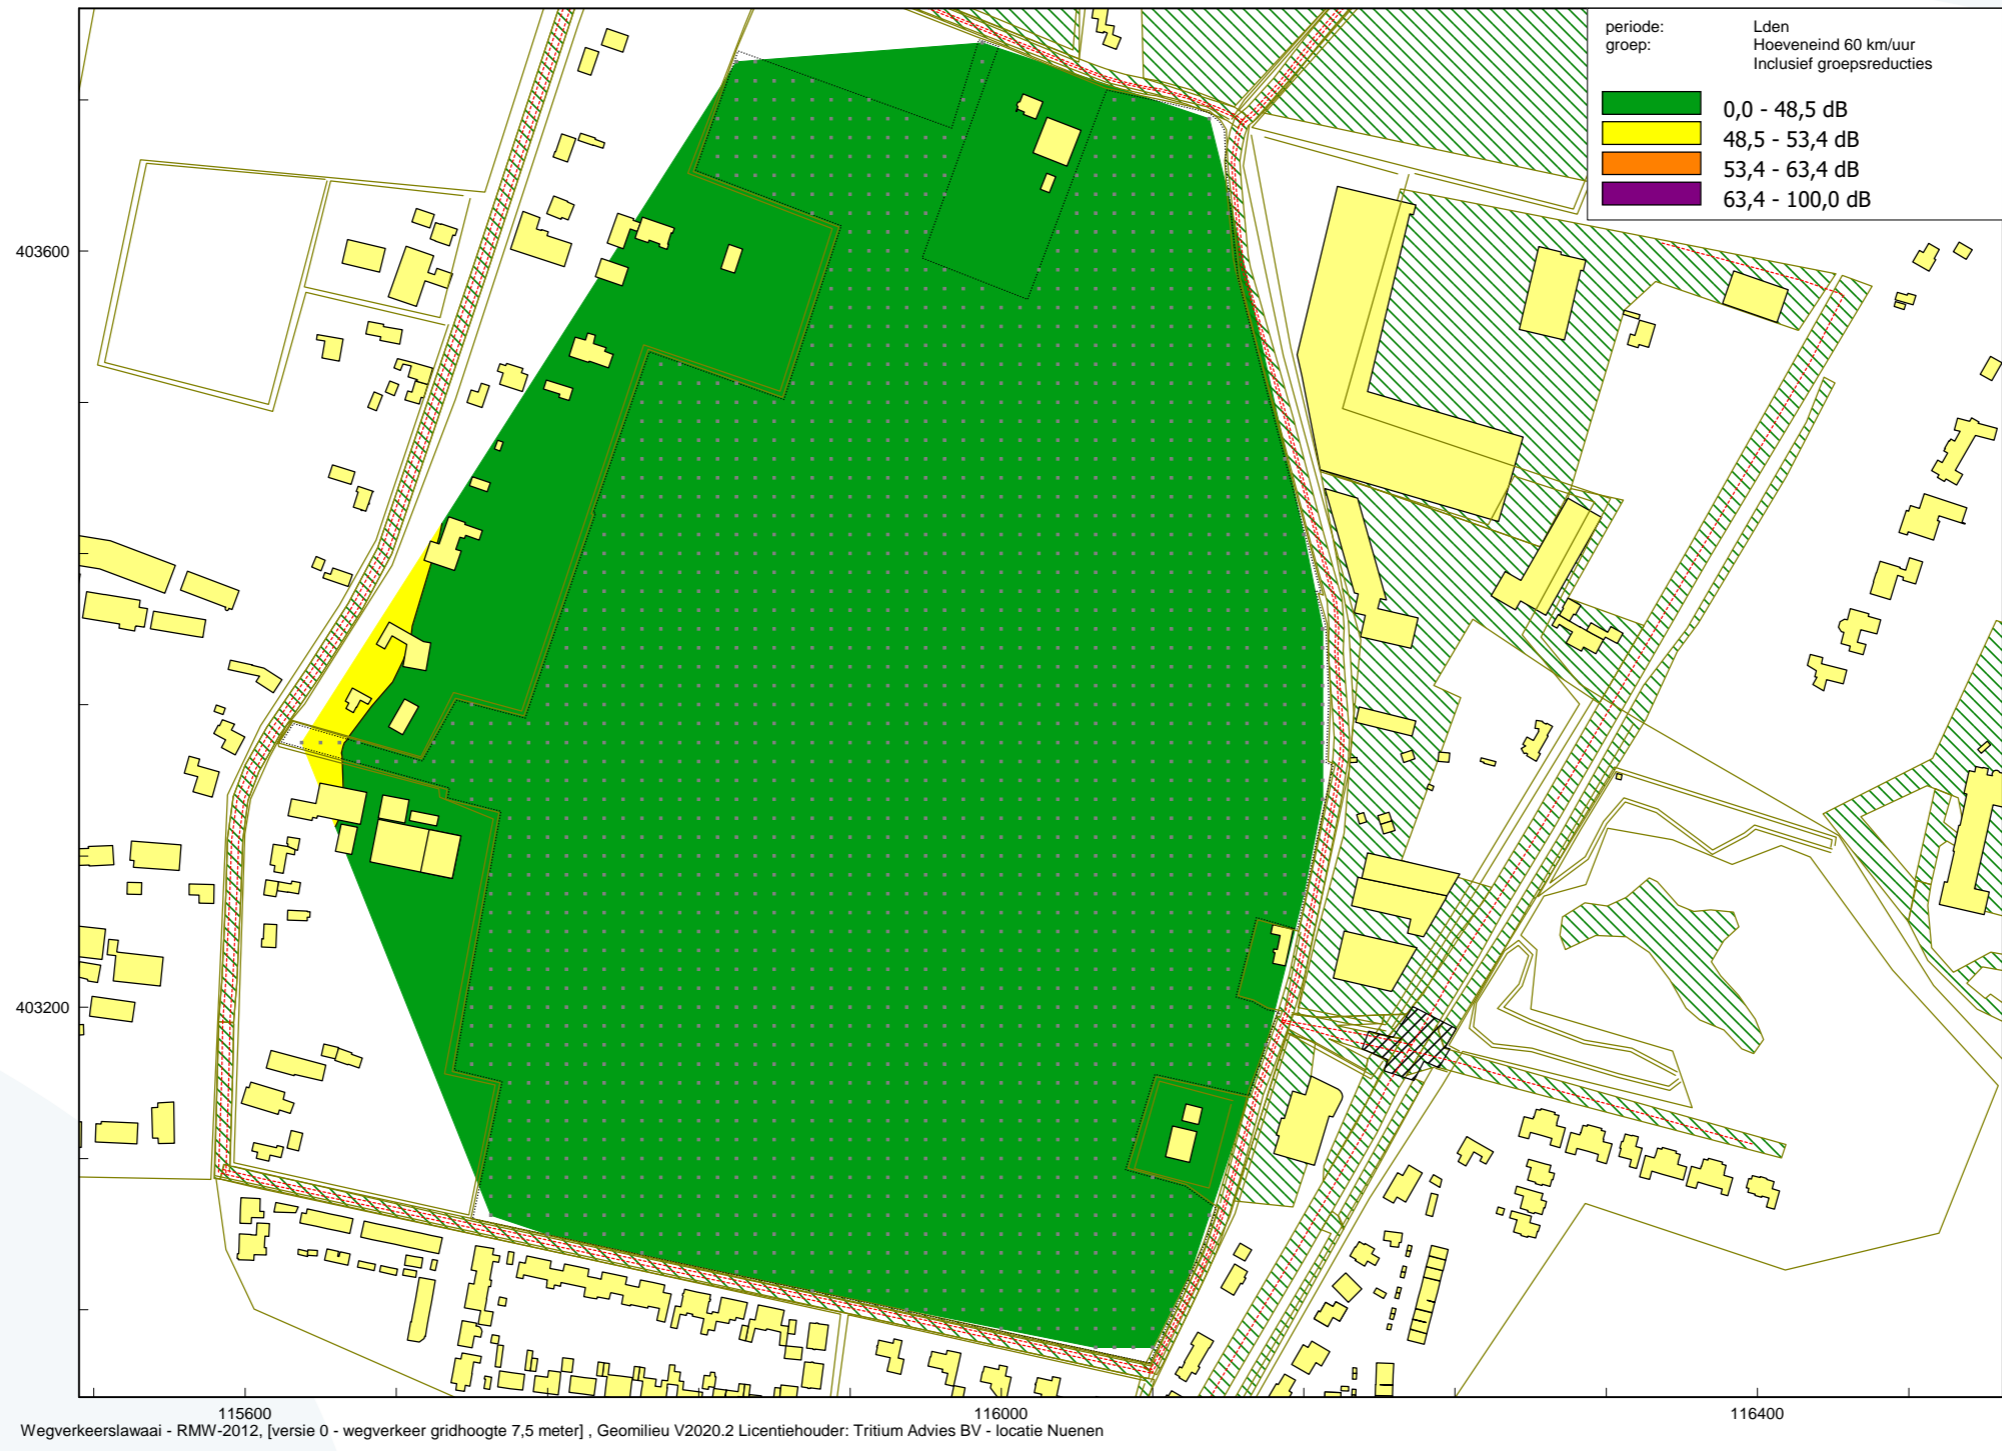 periode: Lden
groep: Hoeveneind 60 km/uur
Inclusief groepsreducties
0,0 - 48,5 dB
48,5 - 53,4 dB
53,4 - 63,4 dB
63,4 - 100,0 dB
403600
403200
115600 116000 116400
Wegverkeerslawaai - RMW-2012, [versie 0 - wegverkeer gridhoogte 7,5 meter] , Geomilieu V2020.2 Licentiehouder: Tritium Advies BV - locatie Nuenen